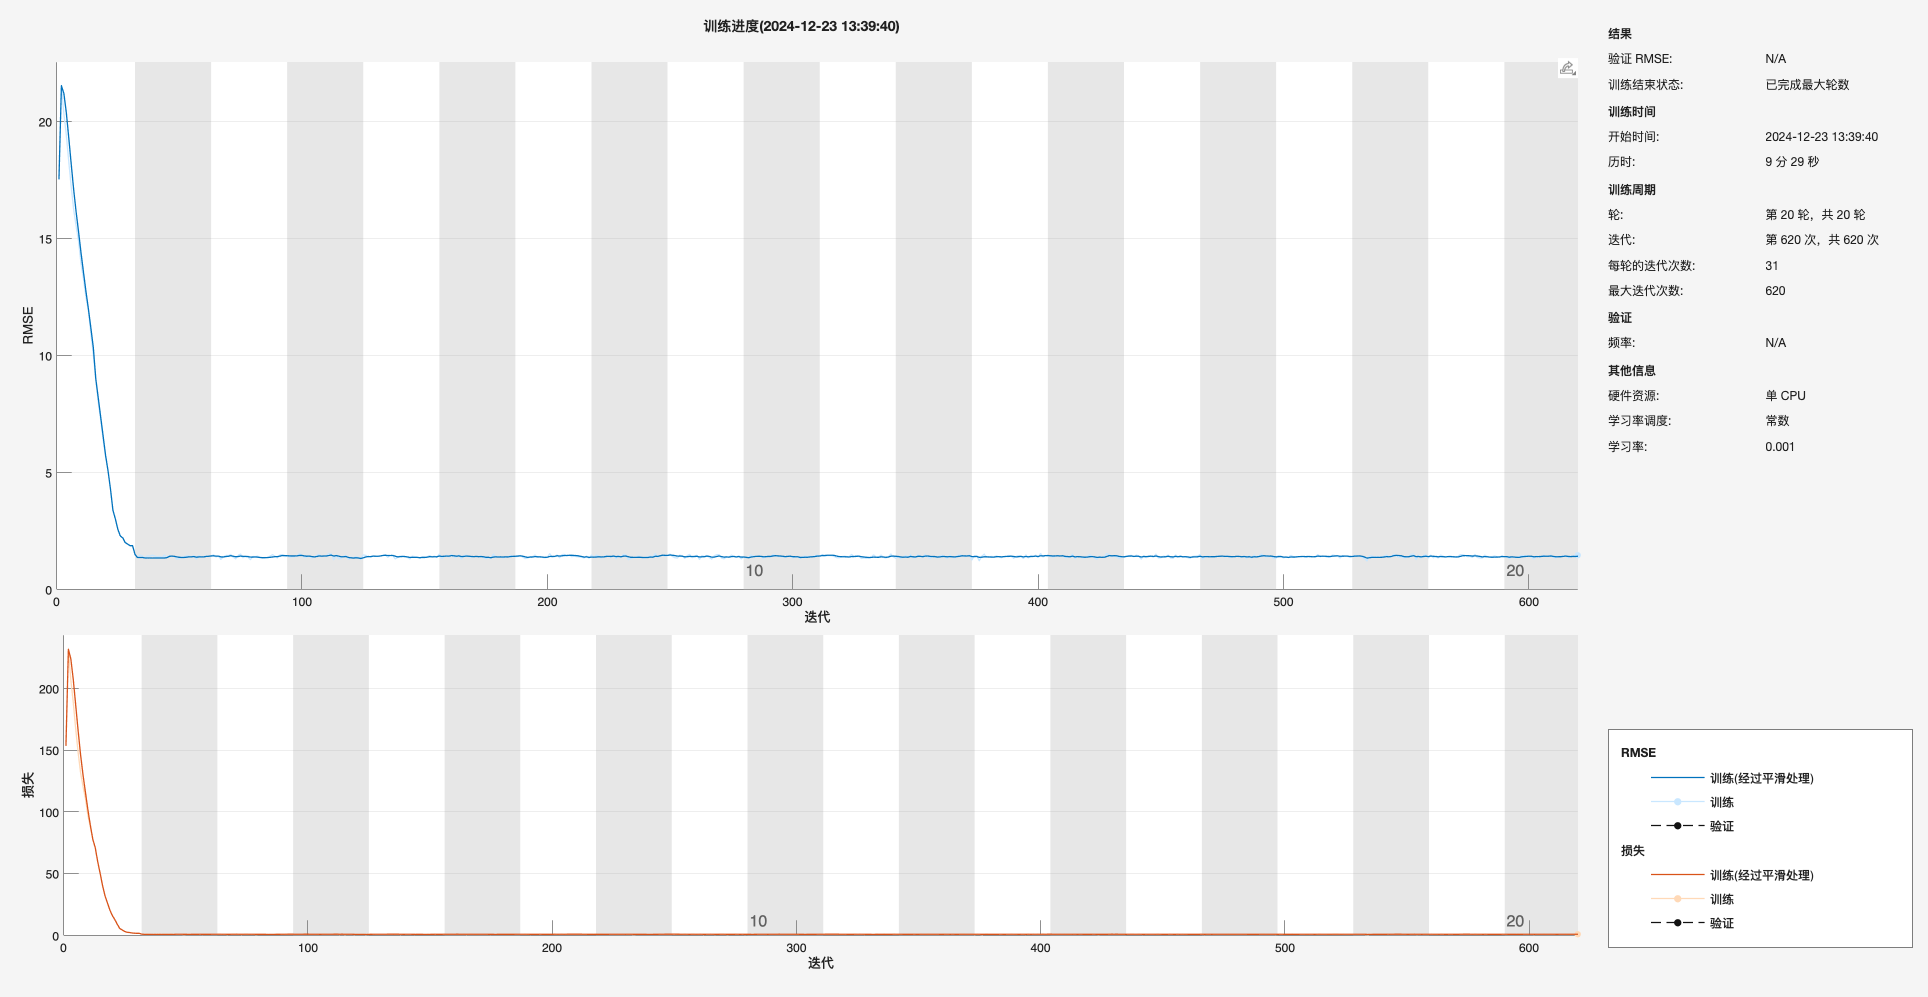 训练进度(2024-12-23 13:39:40)
20
15
10
5
0
RMSE
10
20
0
100
200
300
400
500
600
迭代
200
150
100
50
0
损失
10
20
0
100
200
300
400
500
600
迭代
结果
验证 RMSE: N/A
训练结束状态: 已完成最大轮数
训练时间
开始时间: 2024-12-23 13:39:40
历时: 9 分 29 秒
训练周期
轮: 第 20 轮，共 20 轮
迭代: 第 620 次，共 620 次
每轮的迭代次数: 31
最大迭代次数: 620
验证
频率: N/A
其他信息
硬件资源: 单 CPU
学习率调度: 常数
学习率: 0.001
RMSE
训练(经过平滑处理)
训练
验证
损失
训练(经过平滑处理)
训练
验证